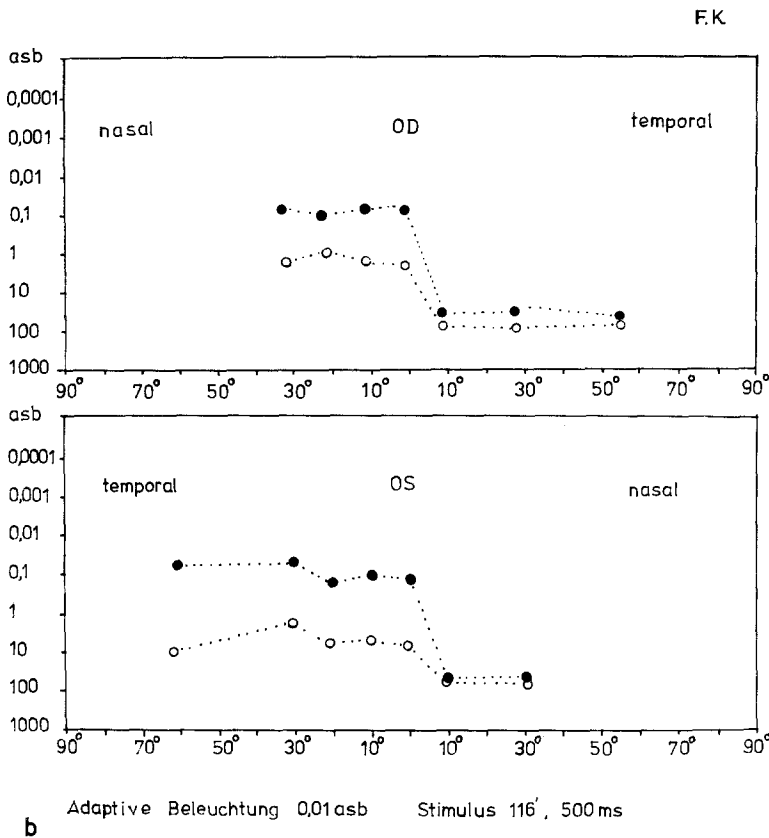 F.K.
asb
0,0001
nasal OD temporal
0,001
0,01
0,1
1
10
100
1000
90° 70° 50° 30° 10° 10° 30° 50° 70° 90°
asb
0,0001
temporal OS nasal
0,001
0,01
0,1
1
10
100
1000
90° 70° 50° 30° 10° 10° 30° 50° 70° 90°
Adaptive Beleuchtung 0,01 asb Stimulus 116', 500 ms
b